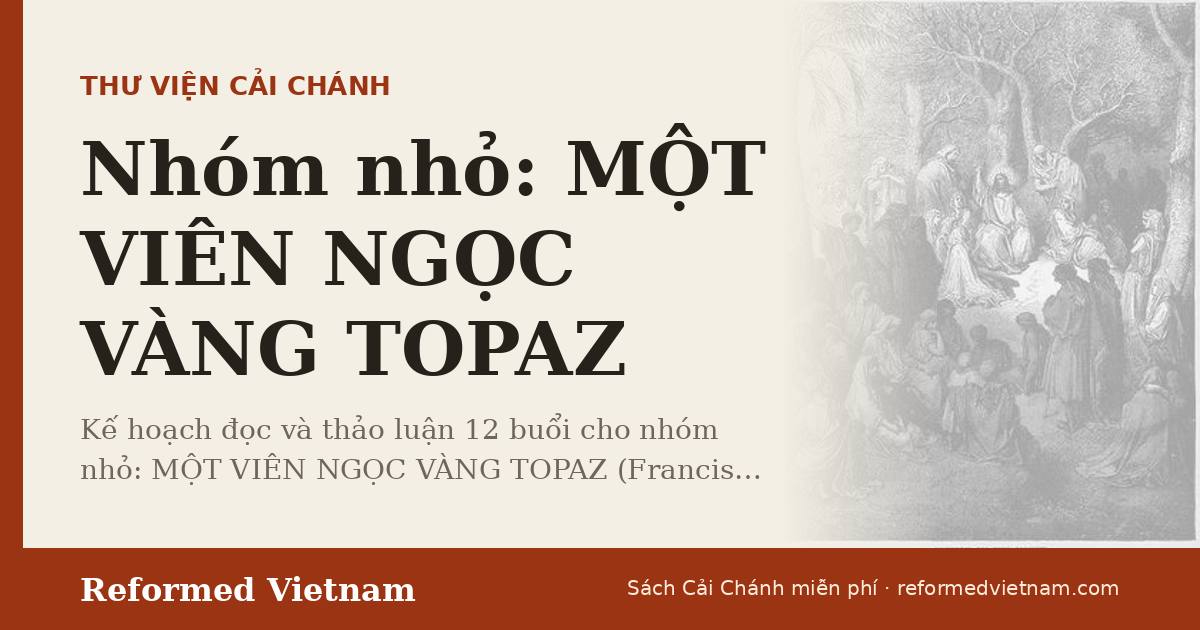 THƯ VIỆN CẢI CHÁNH
Nhóm nhỏ: MỘT
VIÊN NGỌC
VÀNG TOPAZ
Kế hoạch đọc và thảo luận 12 buổi cho nhóm
nhỏ: MỘT VIÊN NGỌC VÀNG TOPAZ (Francis...
Reformed Vietnam
Sách Cải Chánh miễn phí · reformedvietnam.com